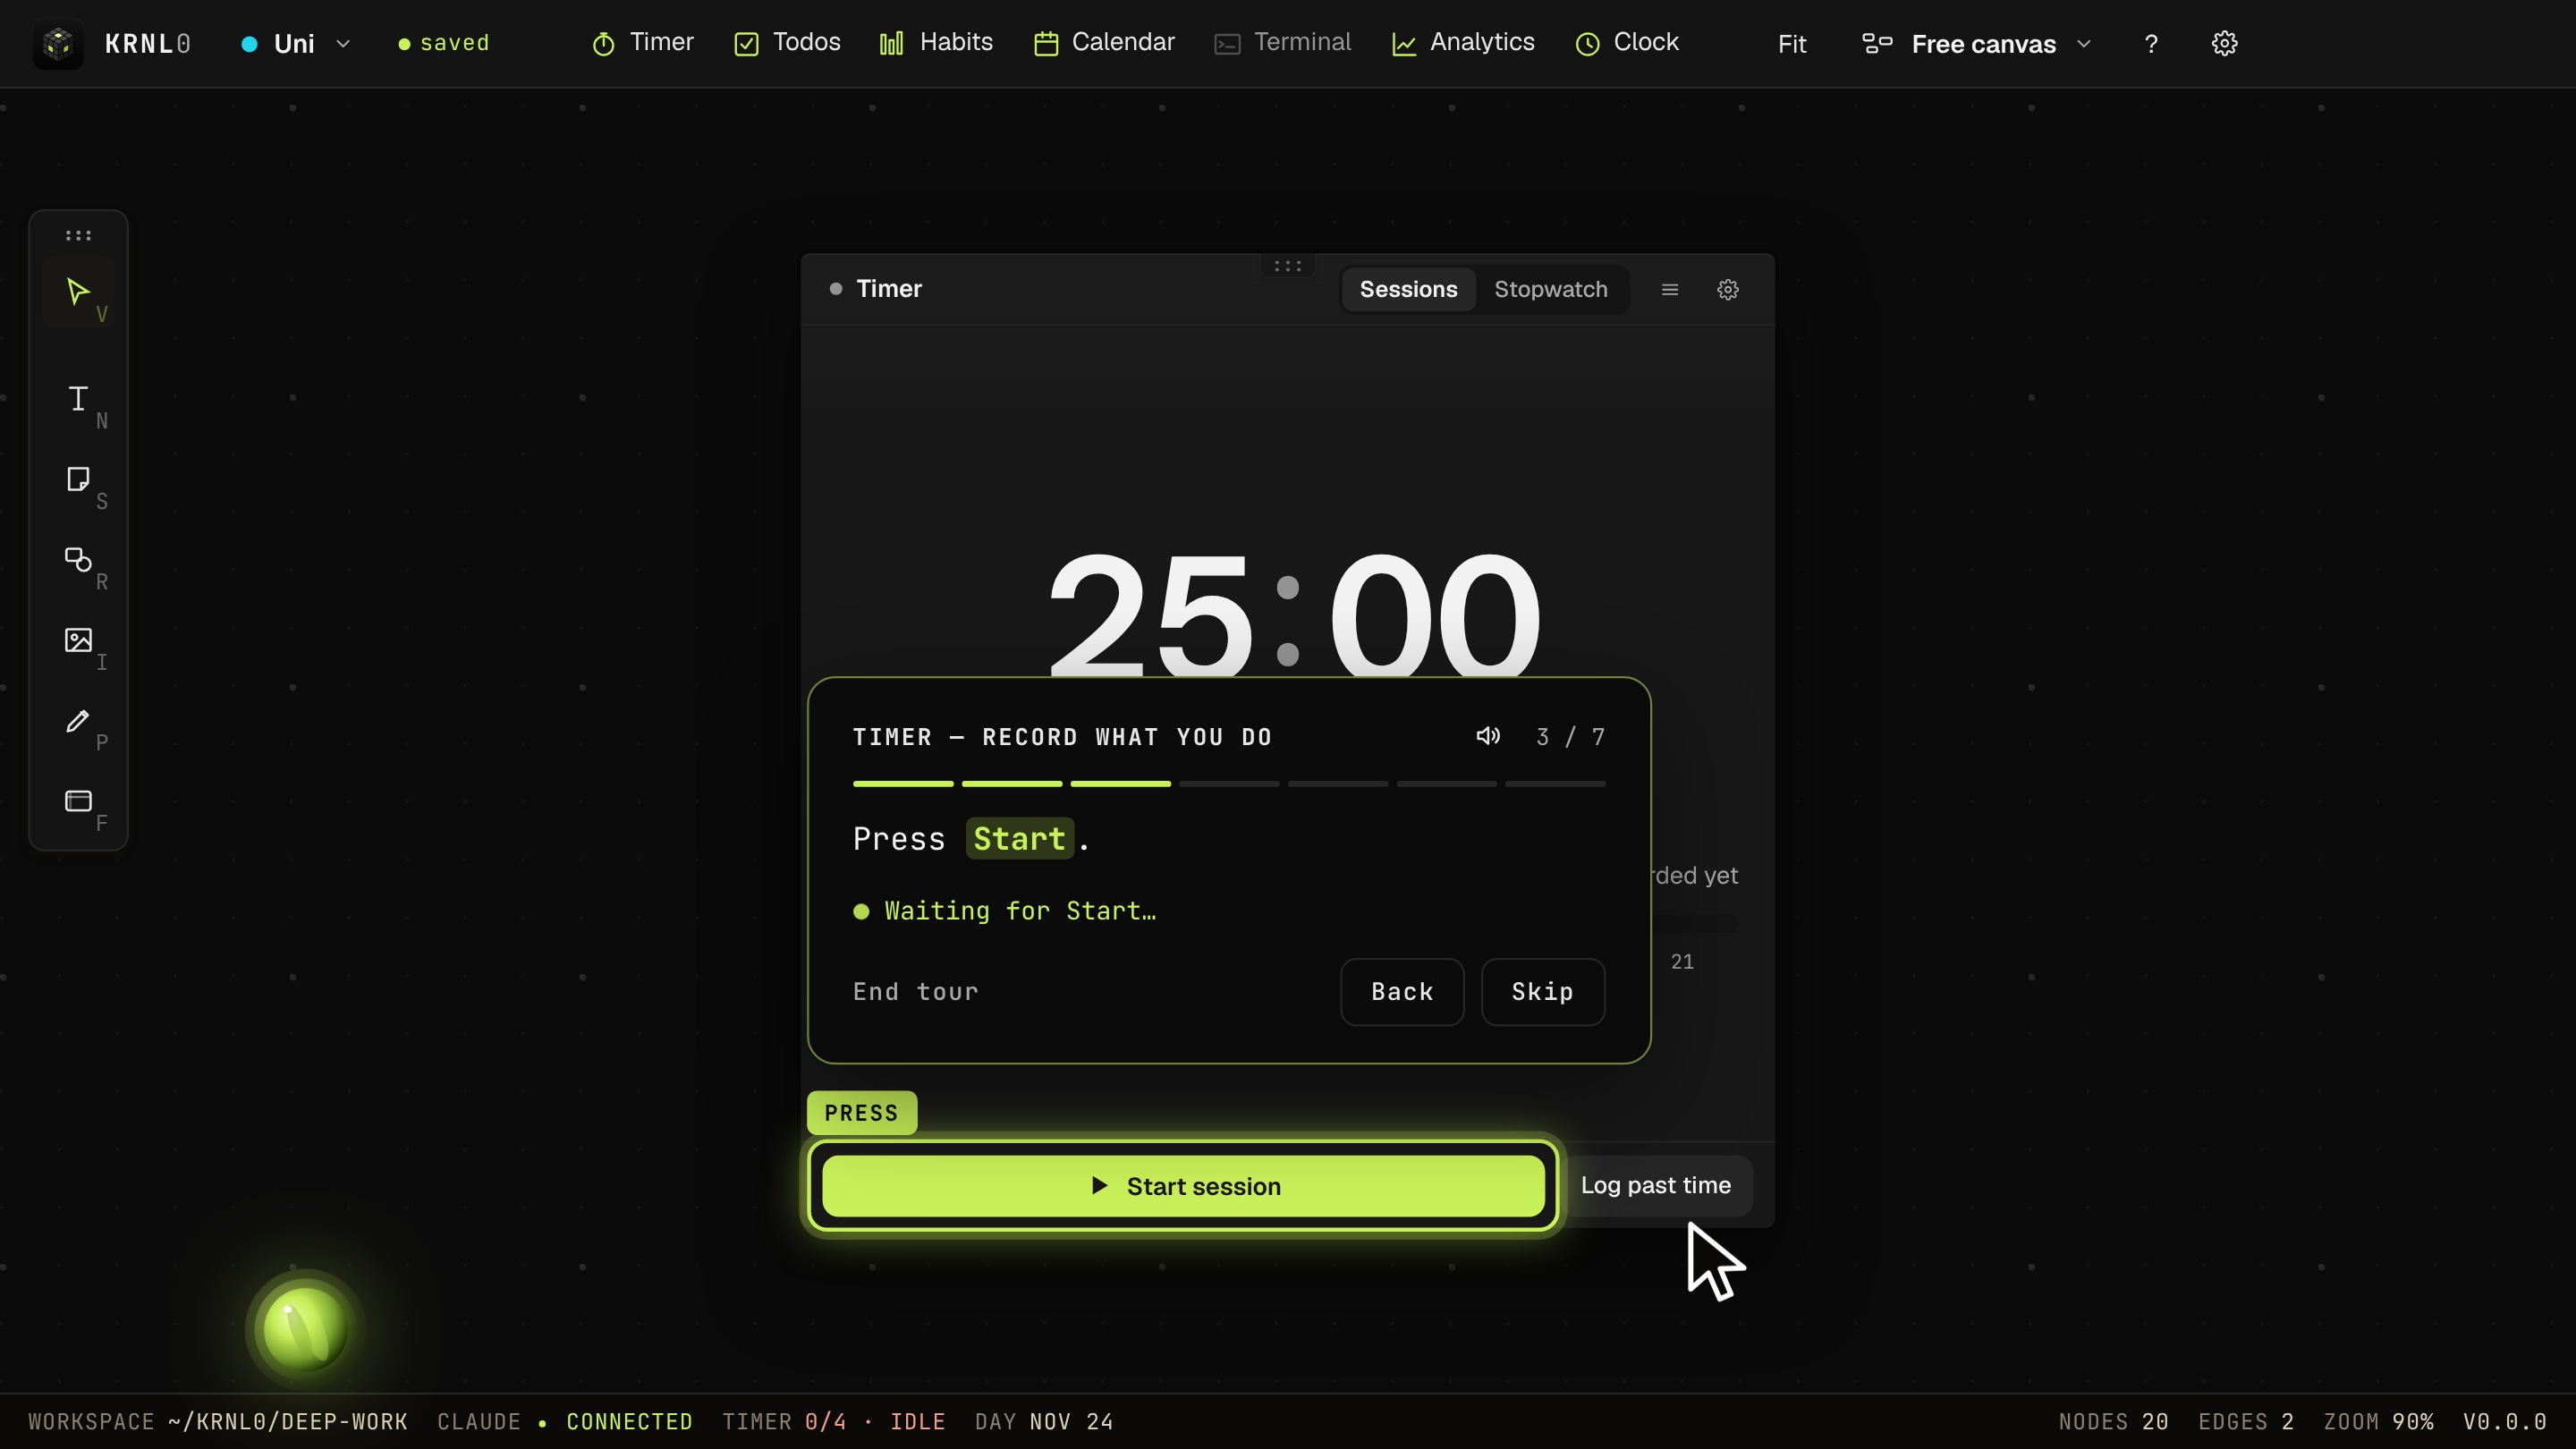 KRNL0 Uni saved Timer Todos Habits Calendar Terminal Analytics Clock Fit Free canvas ?
V
N
S
R
I
P
F
Timer Sessions Stopwatch
25:00
TIMER — RECORD WHAT YOU DO 3 / 7
Press Start.
rded yet
Waiting for Start…
21
End tour Back Skip
PRESS
Start session Log past time
WORKSPACE ~/KRNL0/DEEP-WORK CLAUDE • CONNECTED TIMER 0/4 · IDLE DAY NOV 24 NODES 20 EDGES 2 ZOOM 90% V0.0.0